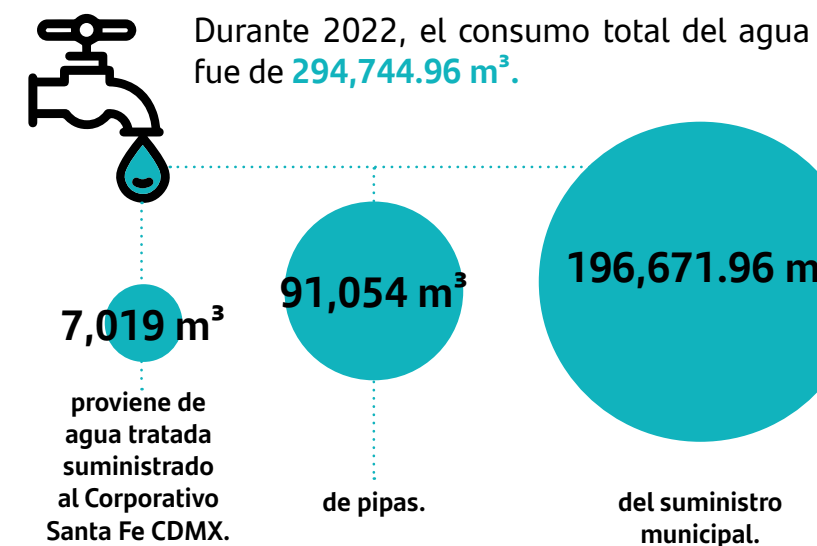 Durante 2022, el consumo total del agua
fue de 294,744.96 m³.
7,019 m³
proviene de
agua tratada
suministrado
al Corporativo
Santa Fe CDMX.
91,054 m³
de pipas.
196,671.96 m
del suministro
municipal.